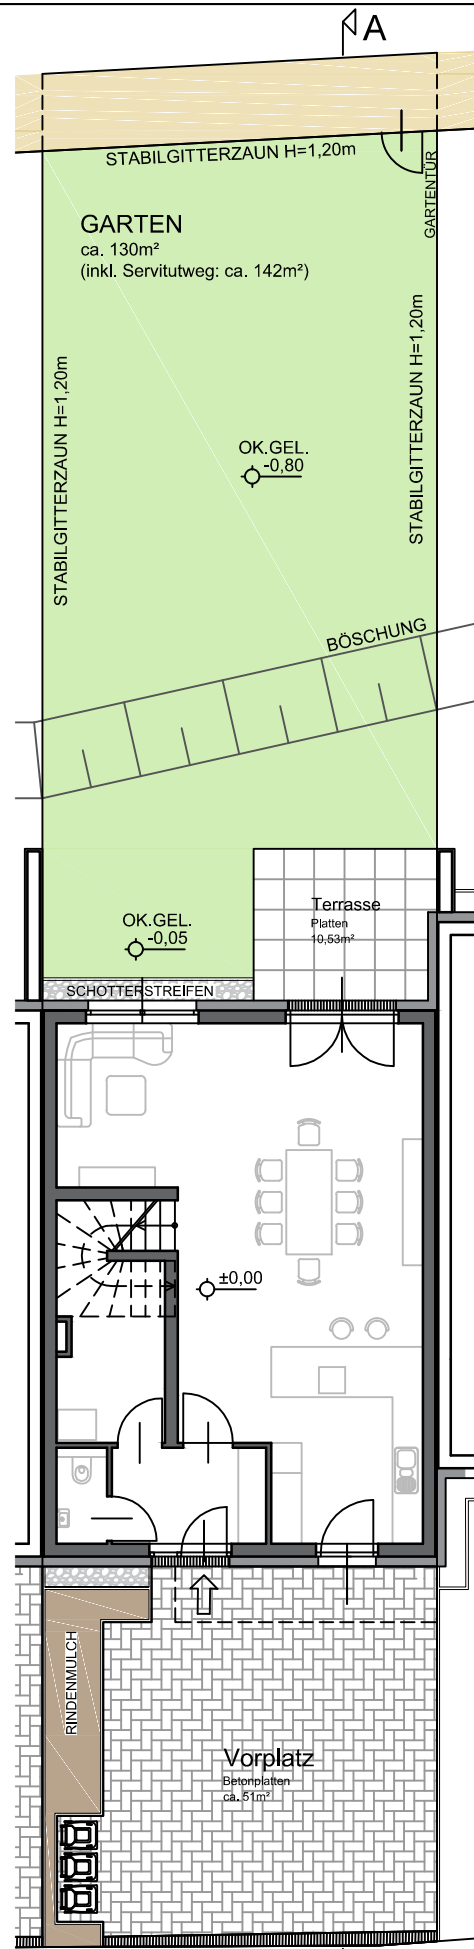 A
STABILGITTERZAUN H=1,20m
GARTENTÜR
GARTEN
ca. 130m²
(inkl. Servitutweg: ca. 142m²)
STABILGITTERZAUN H=1,20m
STABILGITTERZAUN H=1,20m
OK.GEL.
-0,80
BÖSCHUNG
Terrasse
Platten
10,53m²
OK.GEL.
-0,05
SCHOTTERSTREIFEN
±0,00
RINDENMULCH
Vorplatz
Betonplatten
ca. 51m²